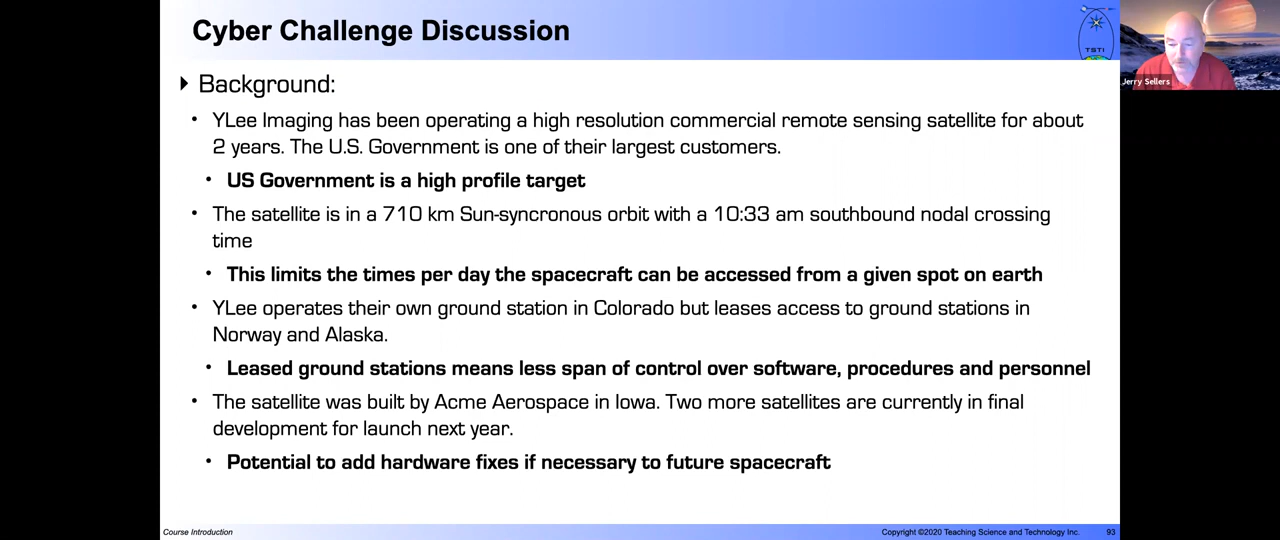 Cyber Challenge Discussion
TSTI
Jerry Sellers
Background:
• YLee Imaging has been operating a high resolution commercial remote sensing satellite for about
2 years. The U.S. Government is one of their largest customers.
• US Government is a high profile target
• The satellite is in a 710 km Sun-syncronous orbit with a 10:33 am southbound nodal crossing
time
• This limits the times per day the spacecraft can be accessed from a given spot on earth
• YLee operates their own ground station in Colorado but leases access to ground stations in
Norway and Alaska.
• Leased ground stations means less span of control over software, procedures and personnel
• The satellite was built by Acme Aerospace in Iowa. Two more satellites are currently in final
development for launch next year.
• Potential to add hardware fixes if necessary to future spacecraft
Course Introduction
Copyright ©2020 Teaching Science and Technology Inc.
93